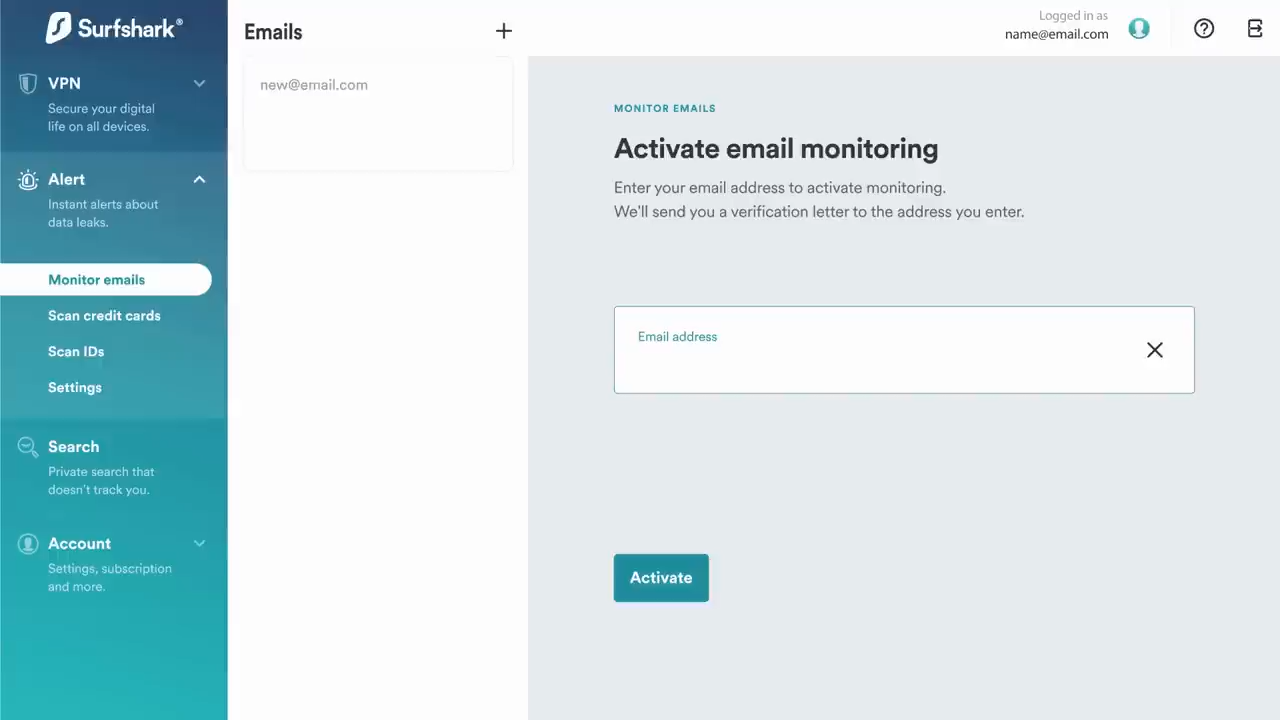 Surfshark®
VPN
Secure your digital
life on all devices.
Alert
Instant alerts about
data leaks.
Monitor emails
Scan credit cards
Scan IDs
Settings
Search
Private search that
doesn't track you.
Account
Settings, subscription
and more.
Emails
new@email.com
Logged in as
name@email.com
MONITOR EMAILS
Activate email monitoring
Enter your email address to activate monitoring.
We'll send you a verification letter to the address you enter.
Email address
Activate